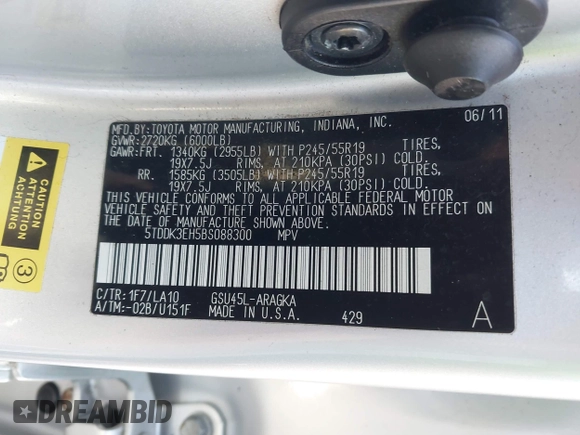 MFD.BY:TOYOTA MOTOR MANUFACTURING, INDIANA, INC. 06/11
GVWR:2720KG (6000LB)
GAWR:FRT. 1340KG (2955LB) WITH P245/55R19 TIRES,
19X7.5J RIMS, AT 210KPA (30PSI) COLD.
RR. 1585KG (3505LB) WITH P245/55R19 TIRES,
19X7.5J RIMS, AT 210KPA (30PSI) COLD.
THIS VEHICLE CONFORMS TO ALL APPLICABLE FEDERAL MOTOR
VEHICLE SAFETY AND THEFT PREVENTION STANDARDS IN EFFECT
ON THE DATE OF MANUFACTURE SHOWN ABOVE.
5TDDK3EH5BS088300 MPV
C/TR:1F7/LA10 GSU45L-ARAGKA
A/TM:-02B/U151F MADE IN U.S.A. 429 A
3
DREAMBID